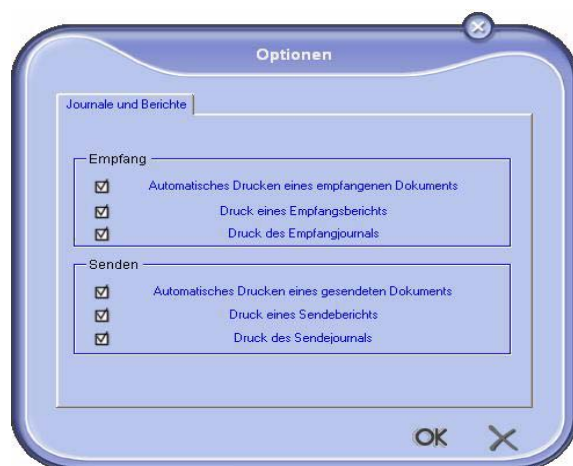 Optionen
Journale und Berichte
Empfang
Automatisches Drucken eines empfangenen Dokuments
Druck eines Empfangsberichts
Druck des Empfangjournals
Senden
Automatisches Drucken eines gesendeten Dokuments
Druck eines Sendeberichts
Druck des Sendejournals
OK